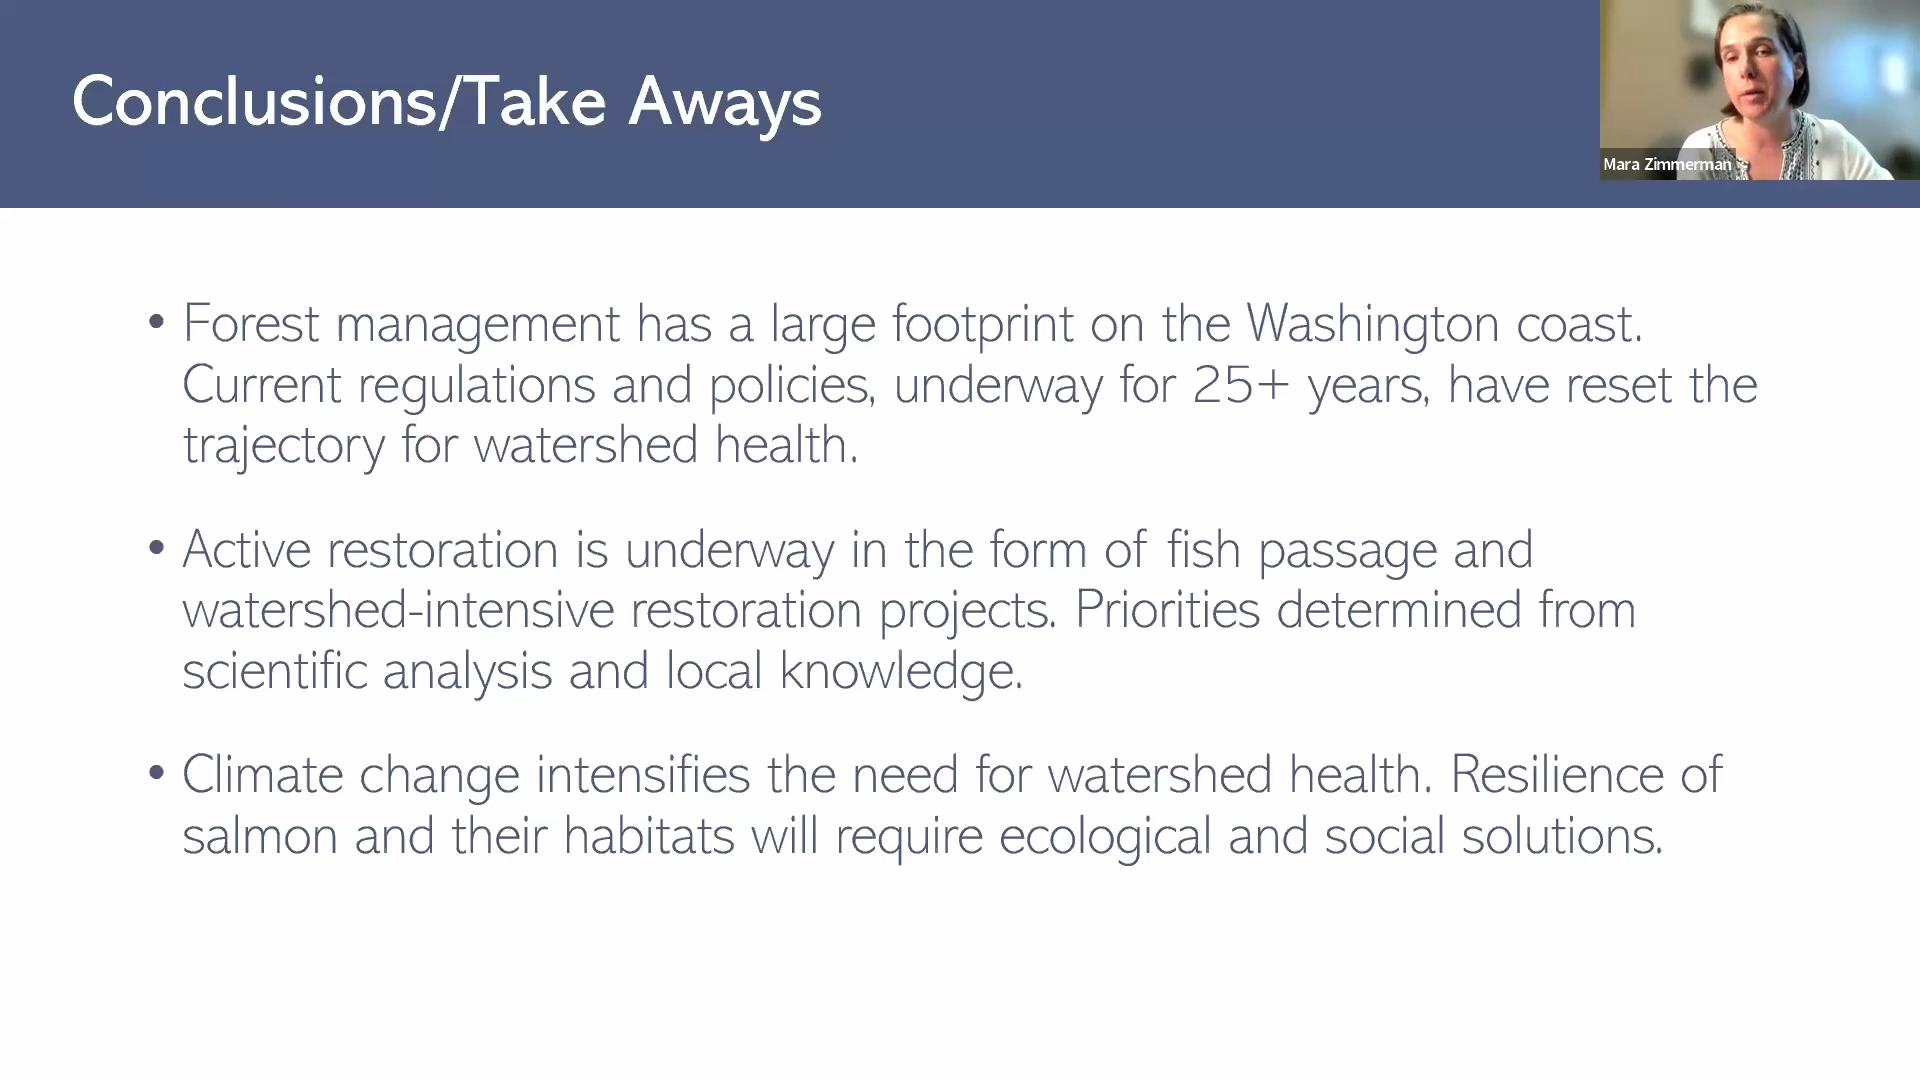 Conclusions/Take Aways
Mara Zimmerman
• Forest management has a large footprint on the Washington coast.
Current regulations and policies, underway for 25+ years, have reset the
trajectory for watershed health.
• Active restoration is underway in the form of fish passage and
watershed-intensive restoration projects. Priorities determined from
scientific analysis and local knowledge.
• Climate change intensifies the need for watershed health. Resilience of
salmon and their habitats will require ecological and social solutions.